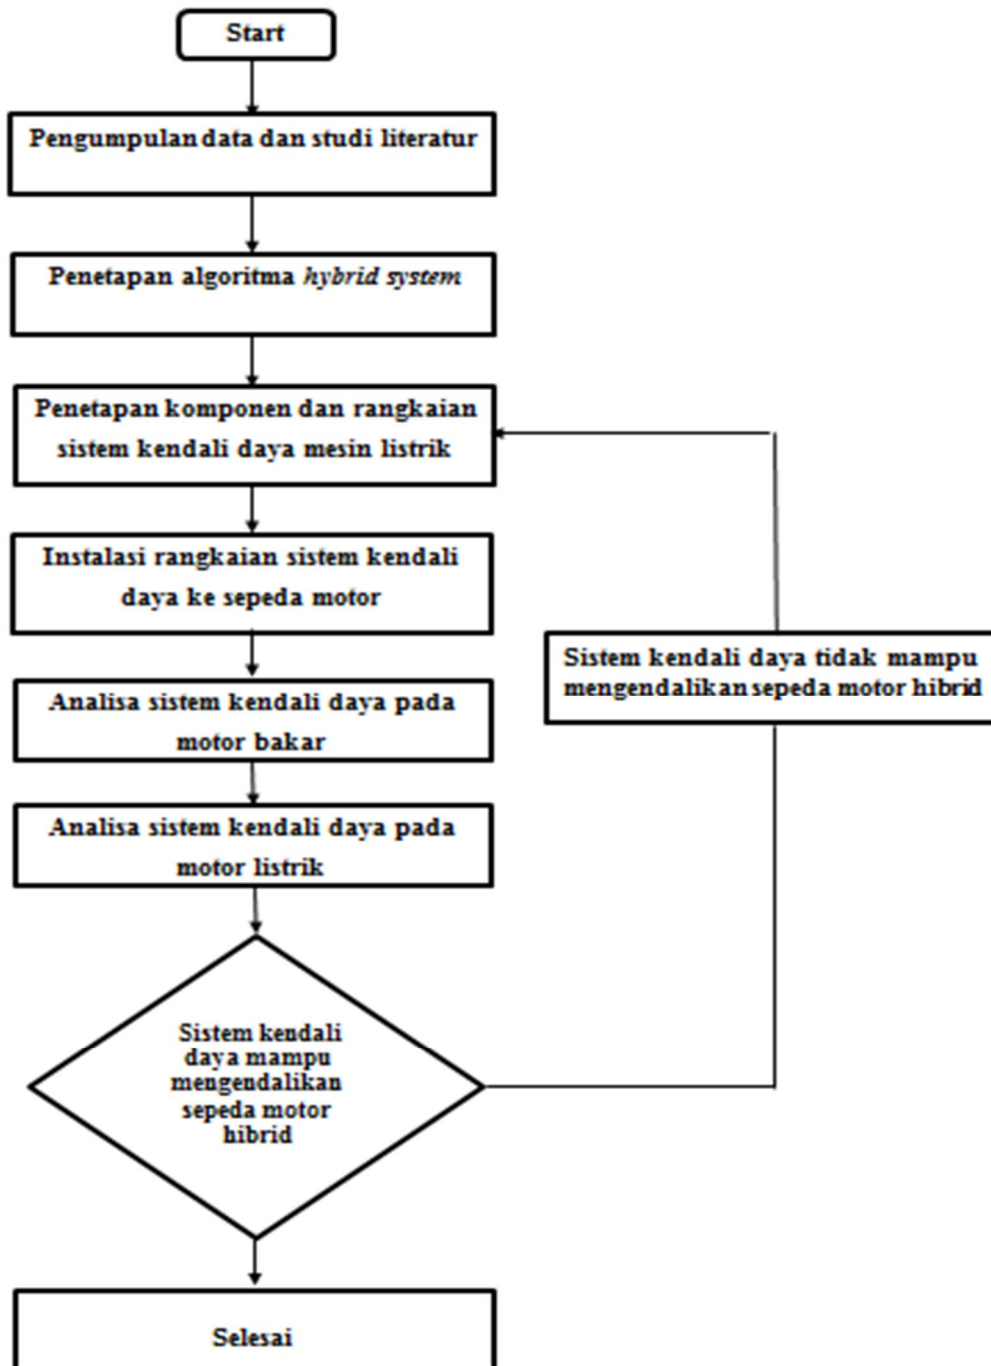 Start
Pengumpulan data dan studi literatur
Penetapan algoritma hybrid system
Penetapan komponen dan rangkaian
sistem kendali daya mesin listrik
Instalasi rangkaian sistem kendali
daya ke sepeda motor
Sistem kendali daya tidak mampu
mengendalikan sepeda motor hibrid
Analisa sistem kendali daya pada
motor bakar
Analisa sistem kendali daya pada
motor listrik
Sistem kendali
daya mampu
mengendalikan
sepeda motor
hibrid
Selesai